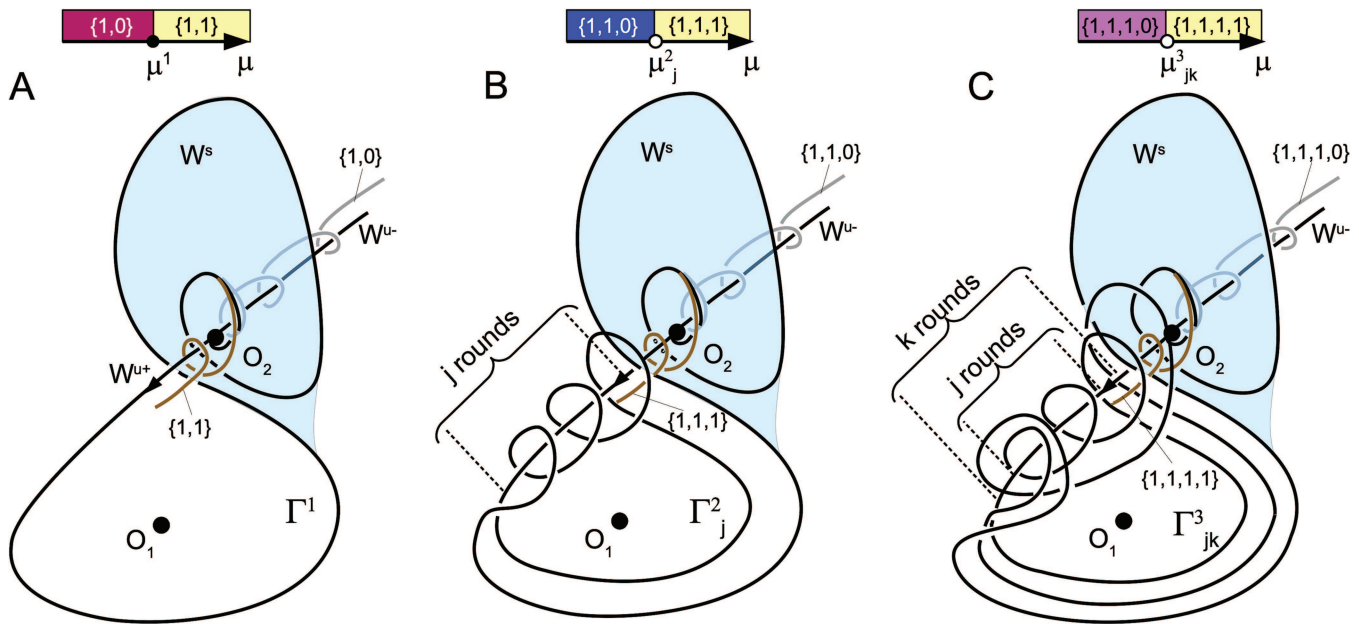 {1,0} {1,1}
μ¹ μ
A
Wˢ
{1,0}
Wᵘ⁻
O₂
Wᵘ⁺
{1,1}
Γ¹
O₁
{1,1,0} {1,1,1}
μ²ⱼ μ
B
Wˢ
{1,1,0}
Wᵘ⁻
j rounds
O₂
{1,1,1}
Γ²ⱼ
O₁
{1,1,1,0} {1,1,1,1}
μ³ⱼₖ μ
C
Wˢ
{1,1,1,0}
Wᵘ⁻
k rounds
j rounds
O₂
{1,1,1,1}
Γ³ⱼₖ
O₁